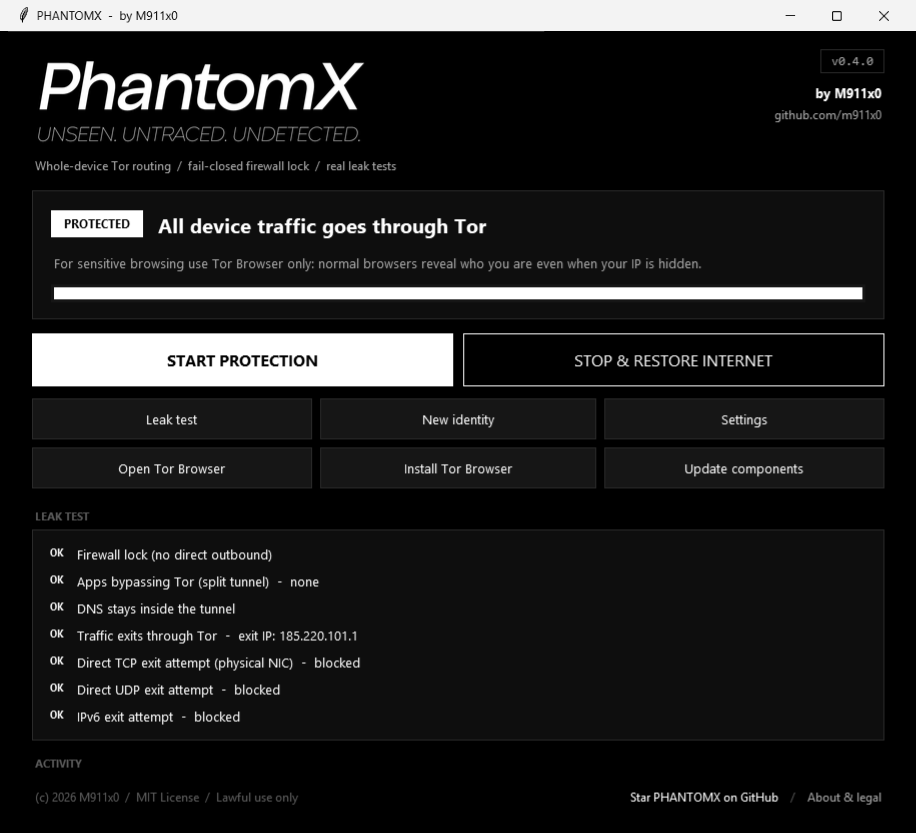 PHANTOMX - by M911x0
PhantomX
v0.4.0
by M911x0
UNSEEN. UNTRACED. UNDETECTED.
github.com/m911x0
Whole-device Tor routing / fail-closed firewall lock / real leak tests
PROTECTED All device traffic goes through Tor
For sensitive browsing use Tor Browser only: normal browsers reveal who you are even when your IP is hidden.
START PROTECTION STOP & RESTORE INTERNET
Leak test New identity Settings
Open Tor Browser Install Tor Browser Update components
LEAK TEST
OK Firewall lock (no direct outbound)
OK Apps bypassing Tor (split tunnel) - none
OK DNS stays inside the tunnel
OK Traffic exits through Tor - exit IP: 185.220.101.1
OK Direct TCP exit attempt (physical NIC) - blocked
OK Direct UDP exit attempt - blocked
OK IPv6 exit attempt - blocked
ACTIVITY
(c) 2026 M911x0 / MIT License / Lawful use only Star PHANTOMX on GitHub / About & legal